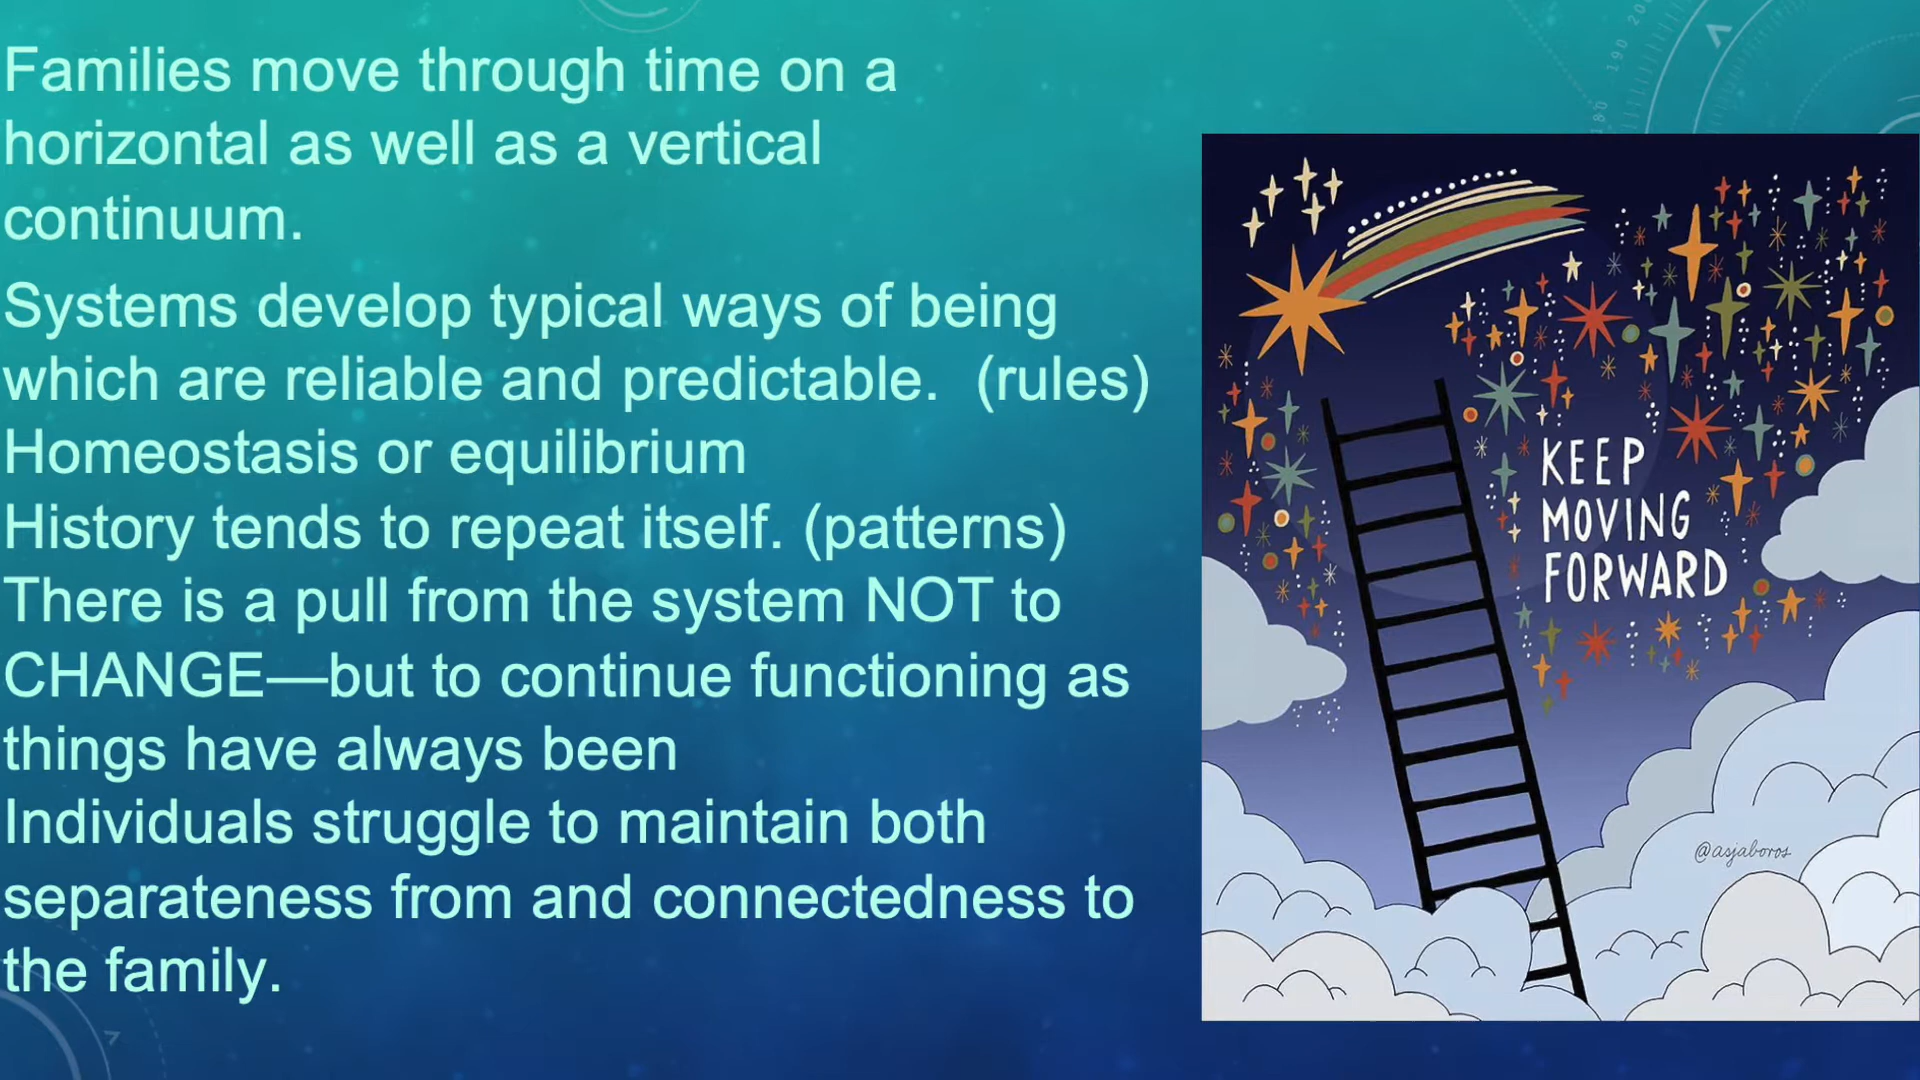 Families move through time on a
horizontal as well as a vertical
continuum.
Systems develop typical ways of being
which are reliable and predictable.  (rules)
Homeostasis or equilibrium
History tends to repeat itself. (patterns)
There is a pull from the system NOT to
CHANGE—but to continue functioning as
things have always been
Individuals struggle to maintain both
separateness from and connectedness to
the family.
KEEP
MOVING
FORWARD
@asjaboros
180 190 20